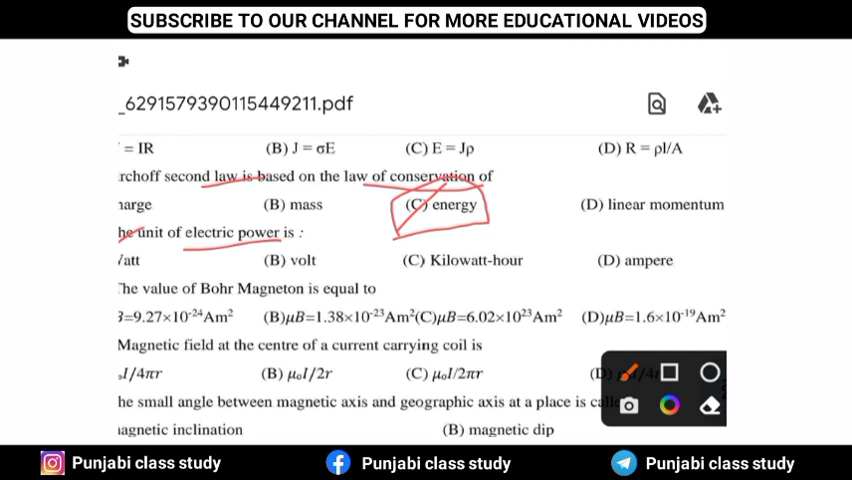 SUBSCRIBE TO OUR CHANNEL FOR MORE EDUCATIONAL VIDEOS
_6291579390115449211.pdf
= IR (B) J = σE (C) E = Jρ (D) R = ρl/A
rchoff second law is based on the law of conservation of
harge (B) mass (C) energy (D) linear momentum
he unit of electric power is :
att (B) volt (C) Kilowatt-hour (D) ampere
The value of Bohr Magneton is equal to
=9.27×10⁻²⁴Am² (B)μB=1.38×10⁻²³Am²(C)μB=6.02×10²³Am² (D)μB=1.6×10⁻¹⁹Am²
Magnetic field at the centre of a current carrying coil is
I/4πr (B) μₒI/2r (C) μₒI/2πr (D)
he small angle between magnetic axis and geographic axis at a place is
agnetic inclination (B) magnetic dip
Punjabi class study Punjabi class study Punjabi class study